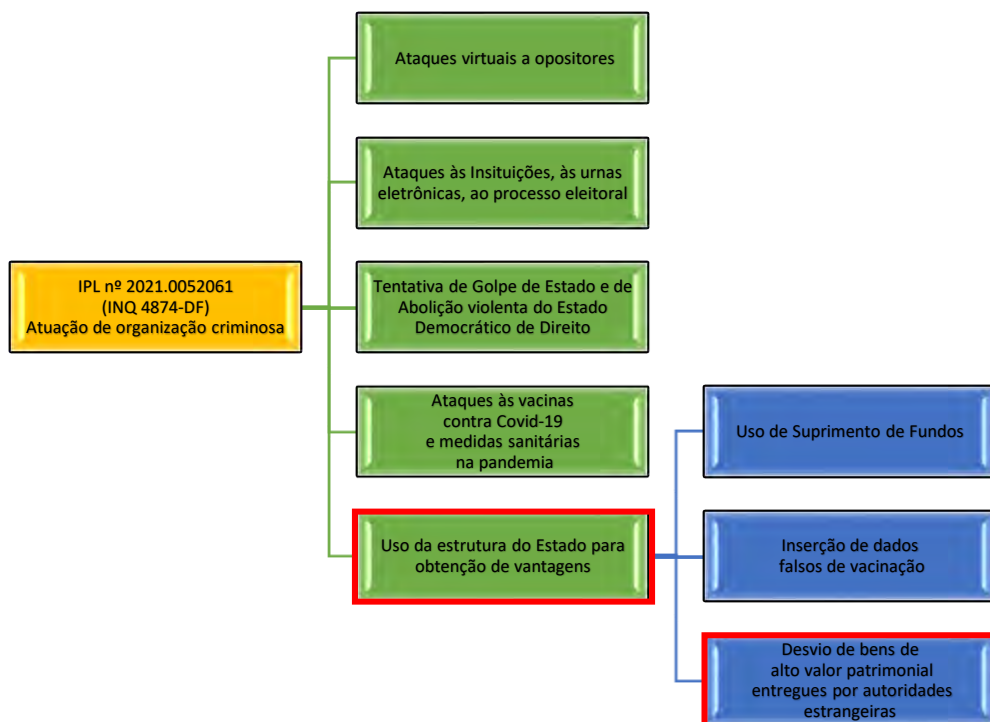 Ataques virtuais a opositores
Ataques às Insituições, às urnas
eletrônicas, ao processo eleitoral
IPL nº 2021.0052061
(INQ 4874-DF)
Atuação de organização criminosa
Tentativa de Golpe de Estado e de
Abolição violenta do Estado
Democrático de Direito
Ataques às vacinas
contra Covid-19
e medidas sanitárias
na pandemia
Uso da estrutura do Estado para
obtenção de vantagens
Uso de Suprimento de Fundos
Inserção de dados
falsos de vacinação
Desvio de bens de
alto valor patrimonial
entregues por autoridades
estrangeiras